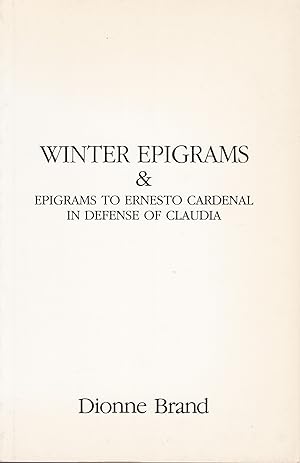 WINTER EPIGRAMS
&
EPIGRAMS TO ERNESTO CARDENAL
IN DEFENSE OF CLAUDIA
Dionne Brand